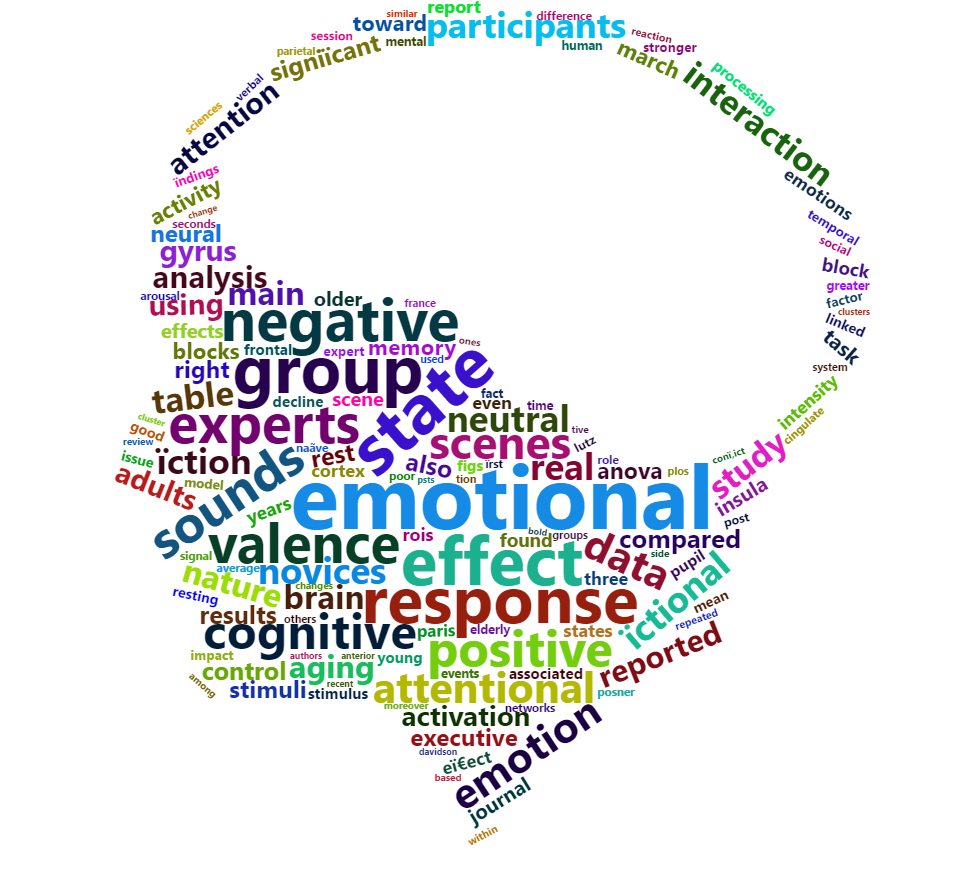 similar
report
participants
difference
toward
session
mental
human
reaction
stronger
parietal
signïicant
march
interaction
processing
verbal
attention
sciences
ïndings
emotions
activity
change
seconds
neural
temporal
social
gyrus
block
analysis
greater
arousal
using
main
older
france
factor
clusters
linked
negative
effects
task
blocks
frontal
expert
memory
ones
used
right
group
state
system
table
decline
scene
fact
even
time
intensity
cingulate
cluster
good
experts
neutral
tive
review
naãve
scenes
lutz
issue
ïction
rest
cortex
also
figs
ïrst
real
role
anova
plos
conï‚ict
study
adults
model
sounds
poor
psts
tion
emotional
insula
years
post
signal
valence
rois
effect
found
bold
groups
data
compared
side
pupil
average
novices
nature
resting
changes
brain
three
ïctional
mean
repeated
results
others
response
cognitive
paris
elderly
states
positive
reported
impact
authors
anterior
young
control
aging
events
associated
among
stimuli
recent
stimulus
attentional
posner
moreover
networks
activation
executive
emotion
davidson
eï€ect
based
journal
within